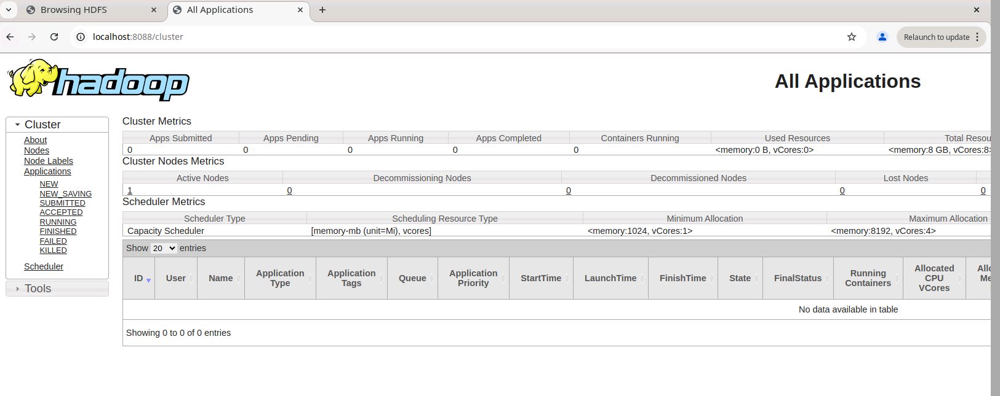 Browsing HDFS
All Applications
localhost:8088/cluster
Relaunch to update
hadoop
All Applications
Cluster
About
Nodes
Node Labels
Applications
NEW
NEW_SAVING
SUBMITTED
ACCEPTED
RUNNING
FINISHED
FAILED
KILLED
Scheduler
Tools
Cluster Metrics
Apps Submitted Apps Pending Apps Running Apps Completed Containers Running Used Resources Total
0 0 0 0 0 <memory:0 B, vCores:0> <memory:8 GB, vCores:8>
Cluster Nodes Metrics
Active Nodes Decommissioning Nodes Decommissioned Nodes Lost Nodes
1 0 0 0 0
Scheduler Metrics
Scheduler Type Scheduling Resource Type Minimum Allocation Maximum Allocation
Capacity Scheduler [memory-mb (unit=Mi), vcores] <memory:1024, vCores:1> <memory:8192, vCores:4>
Show 20 entries
ID User Name Application Type Application Tags Queue Application Priority StartTime LaunchTime FinishTime State FinalStatus Running Containers Allocated CPU VCores
No data available in table
Showing 0 to 0 of 0 entries